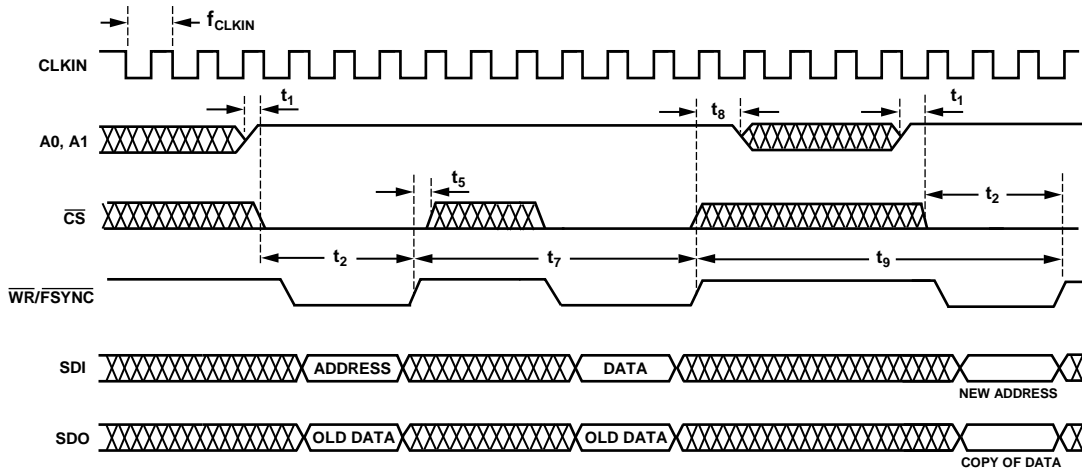 fCLKIN
CLKIN
t1
t8
t1
A0, A1
t5
t2
CS
t2
t7
t9
WR/FSYNC
SDI
ADDRESS
DATA
NEW ADDRESS
SDO
OLD DATA
OLD DATA
COPY OF DATA